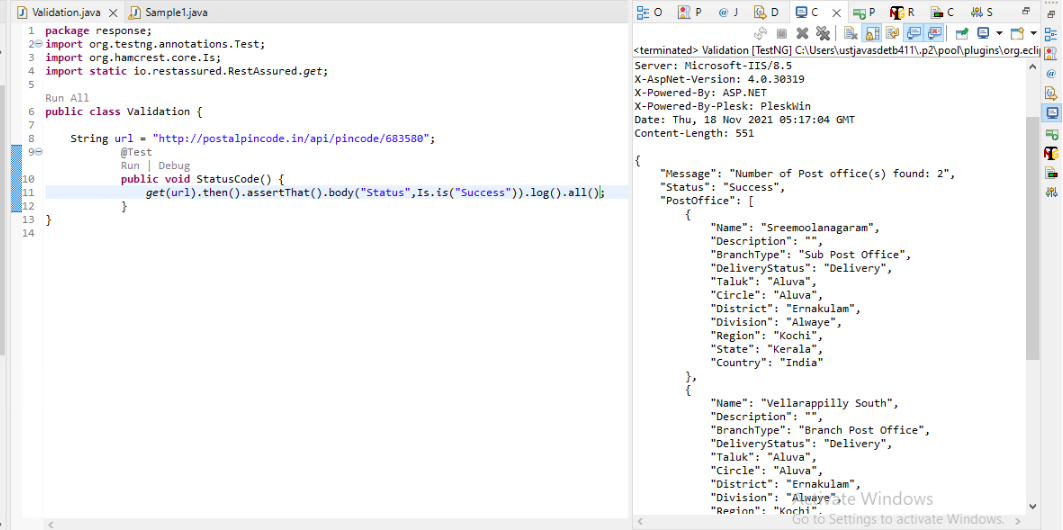 Validation.java
Sample1.java
O P @ J D C P R C S
<terminated> Validation [TestNG] C:\Users\ustjavasdetb411\.p2\pool\plugins\org.eclip
1 package response;
2 import org.testng.annotations.Test;
3 import org.hamcrest.core.Is;
4 import static io.restassured.RestAssured.get;
5
Run All
6 public class Validation {
7
8 String url = "http://postalpincode.in/api/pincode/683580";
9 @Test
Run | Debug
10 public void StatusCode() {
11 get(url).then().assertThat().body("Status",Is.is("Success")).log().all();
12 }
13 }
14
Server: Microsoft-IIS/8.5
X-AspNet-Version: 4.0.30319
X-Powered-By: ASP.NET
X-Powered-By-Plesk: PleskWin
Date: Thu, 18 Nov 2021 05:17:04 GMT
Content-Length: 551
{
"Message": "Number of Post office(s) found: 2",
"Status": "Success",
"PostOffice": [
{
"Name": "Sreemoolanagaram",
"Description": "",
"BranchType": "Sub Post Office",
"DeliveryStatus": "Delivery",
"Taluk": "Aluva",
"Circle": "Aluva",
"District": "Ernakulam",
"Division": "Alwaye",
"Region": "Kochi",
"State": "Kerala",
"Country": "India"
},
{
"Name": "Vellarappilly South",
"Description": "",
"BranchType": "Branch Post Office",
"DeliveryStatus": "Delivery",
"Taluk": "Aluva",
"Circle": "Aluva",
"District": "Ernakulam",
"Division": "Alwaye",
"Region": "Kochi",
Activate Windows
Go to Settings to activate Windows.